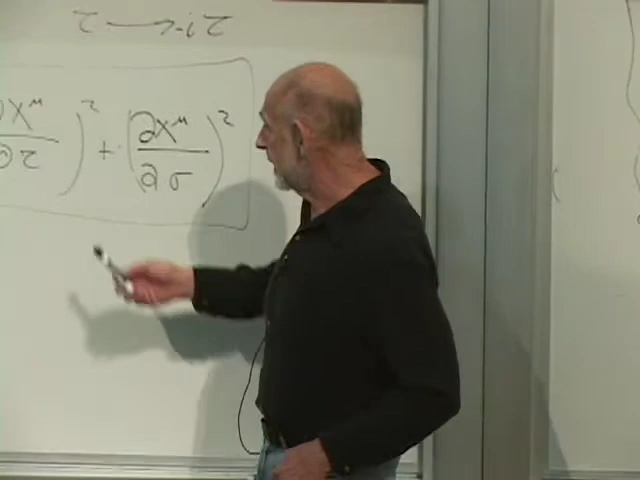 τ → -iτ
∂X^μ/∂τ)² + (∂X^μ/∂σ)²